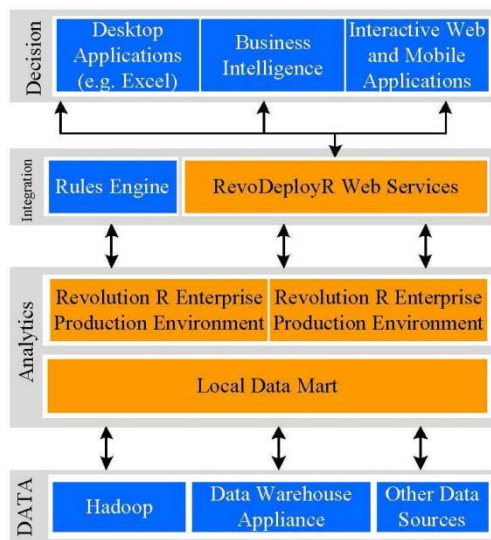 Decision
Desktop
Applications
(e.g. Excel)
Business
Intelligence
Interactive Web
and Mobile
Applications
Integration
Rules Engine
RevoDeployR Web Services
Analytics
Revolution R Enterprise
Production Environment
Revolution R Enterprise
Production Environment
Local Data Mart
DATA
Hadoop
Data Warehouse
Appliance
Other Data
Sources